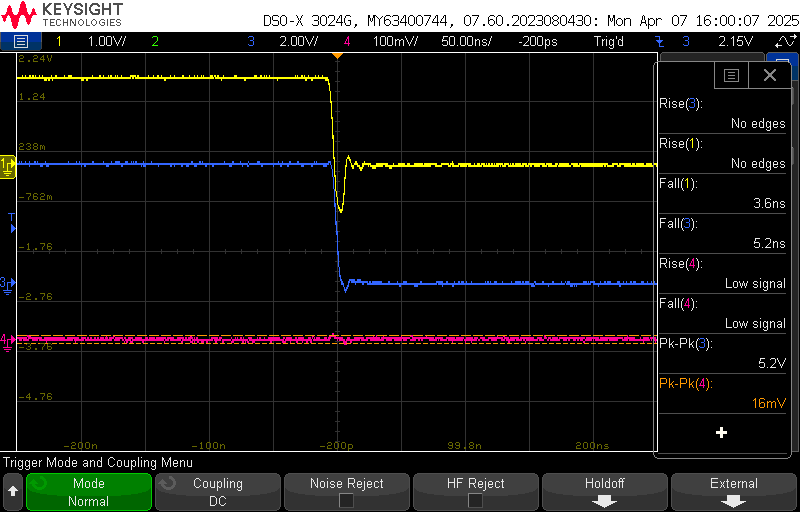 KEYSIGHT
TECHNOLOGIES
DSO-X 3024G, MY63400744, 07.60.2023080430: Mon Apr 07 16:00:07 2025
1 1.00V/ 2 3 2.00V/ 4 100mV/ 50.00ns/ -200ps Trig'd 3 2.15V
2.24V
1.24
238m
-762m
-1.76
-2.76
-3.76
-4.76
1
T
3
4
-200n -100n -200p 99.8n 200ns
Rise(3):
No edges
Rise(1):
No edges
Fall(1):
3.6ns
Fall(3):
5.2ns
Rise(4):
Low signal
Fall(4):
Low signal
Pk-Pk(3):
5.2V
Pk-Pk(4):
16mV
Trigger Mode and Coupling Menu
Mode
Normal
Coupling
DC
Noise Reject
HF Reject
Holdoff
External